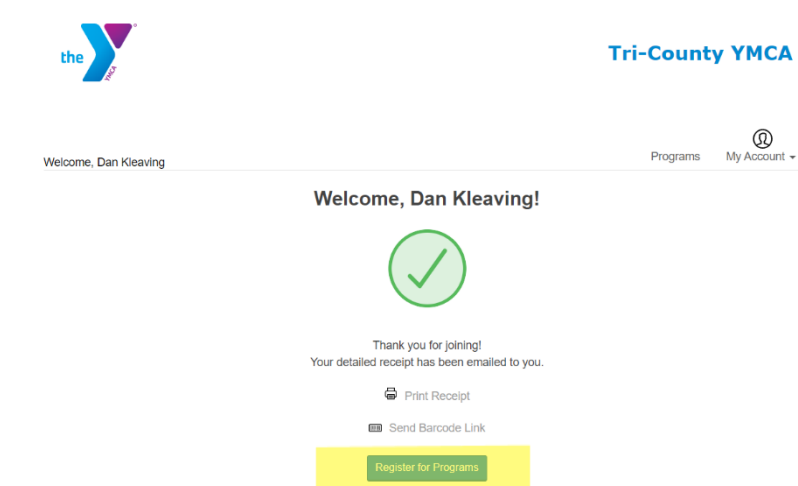 the
YMCA
Tri-County YMCA
Welcome, Dan Kleaving
Programs
My Account
Welcome, Dan Kleaving!
Thank you for joining!
Your detailed receipt has been emailed to you.
Print Receipt
Send Barcode Link
Register for Programs